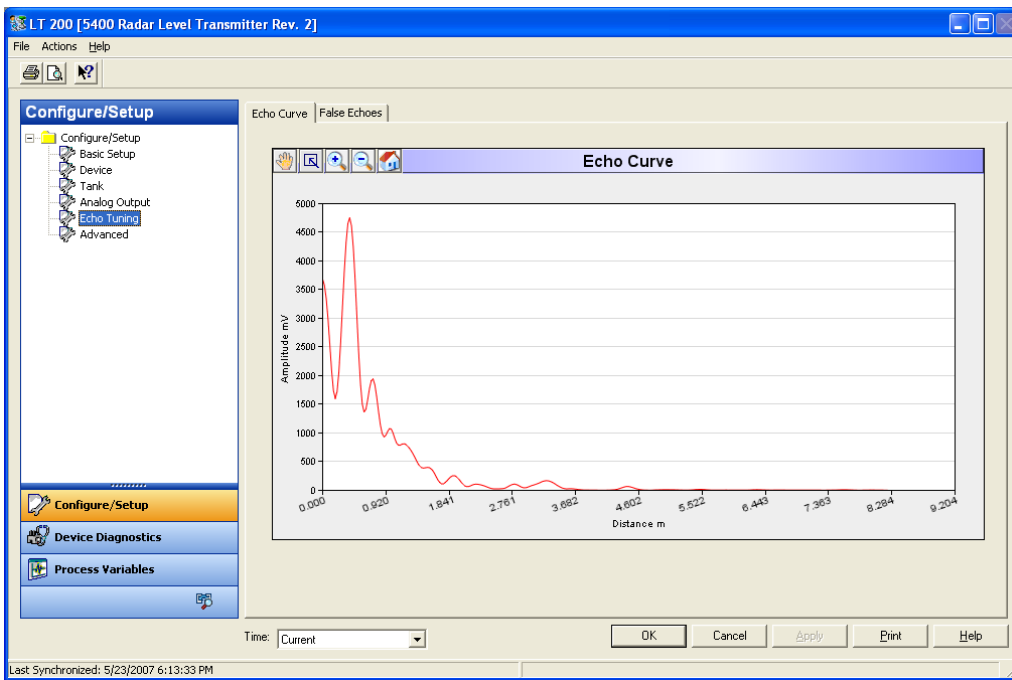 LT 200 [5400 Radar Level Transmitter Rev. 2]
File Actions Help
Configure/Setup
Configure/Setup
Basic Setup
Device
Tank
Analog Output
Echo Tuning
Advanced
Configure/Setup
Device Diagnostics
Process Variables
Echo Curve False Echoes
Echo Curve
5000
4500
4000
3500
3000
2500
2000
1500
1000
500
0
Amplitude mV
0.000 0.920 1.841 2.761 3.682 4.602 5.522 6.443 7.363 8.284 9.204
Distance m
Time: Current
OK Cancel Apply Print Help
Last Synchronized: 5/23/2007 6:13:33 PM